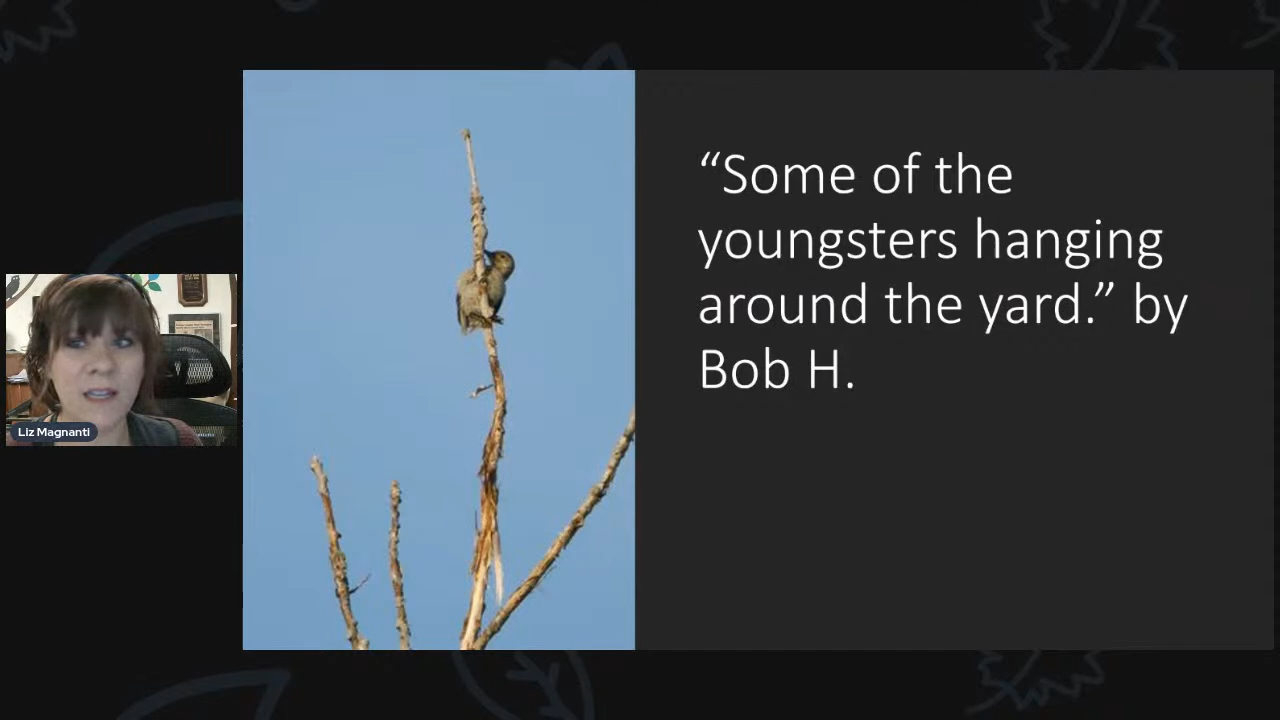 “Some of the
youngsters hanging
around the yard.” by
Bob H.
Liz Magnanti